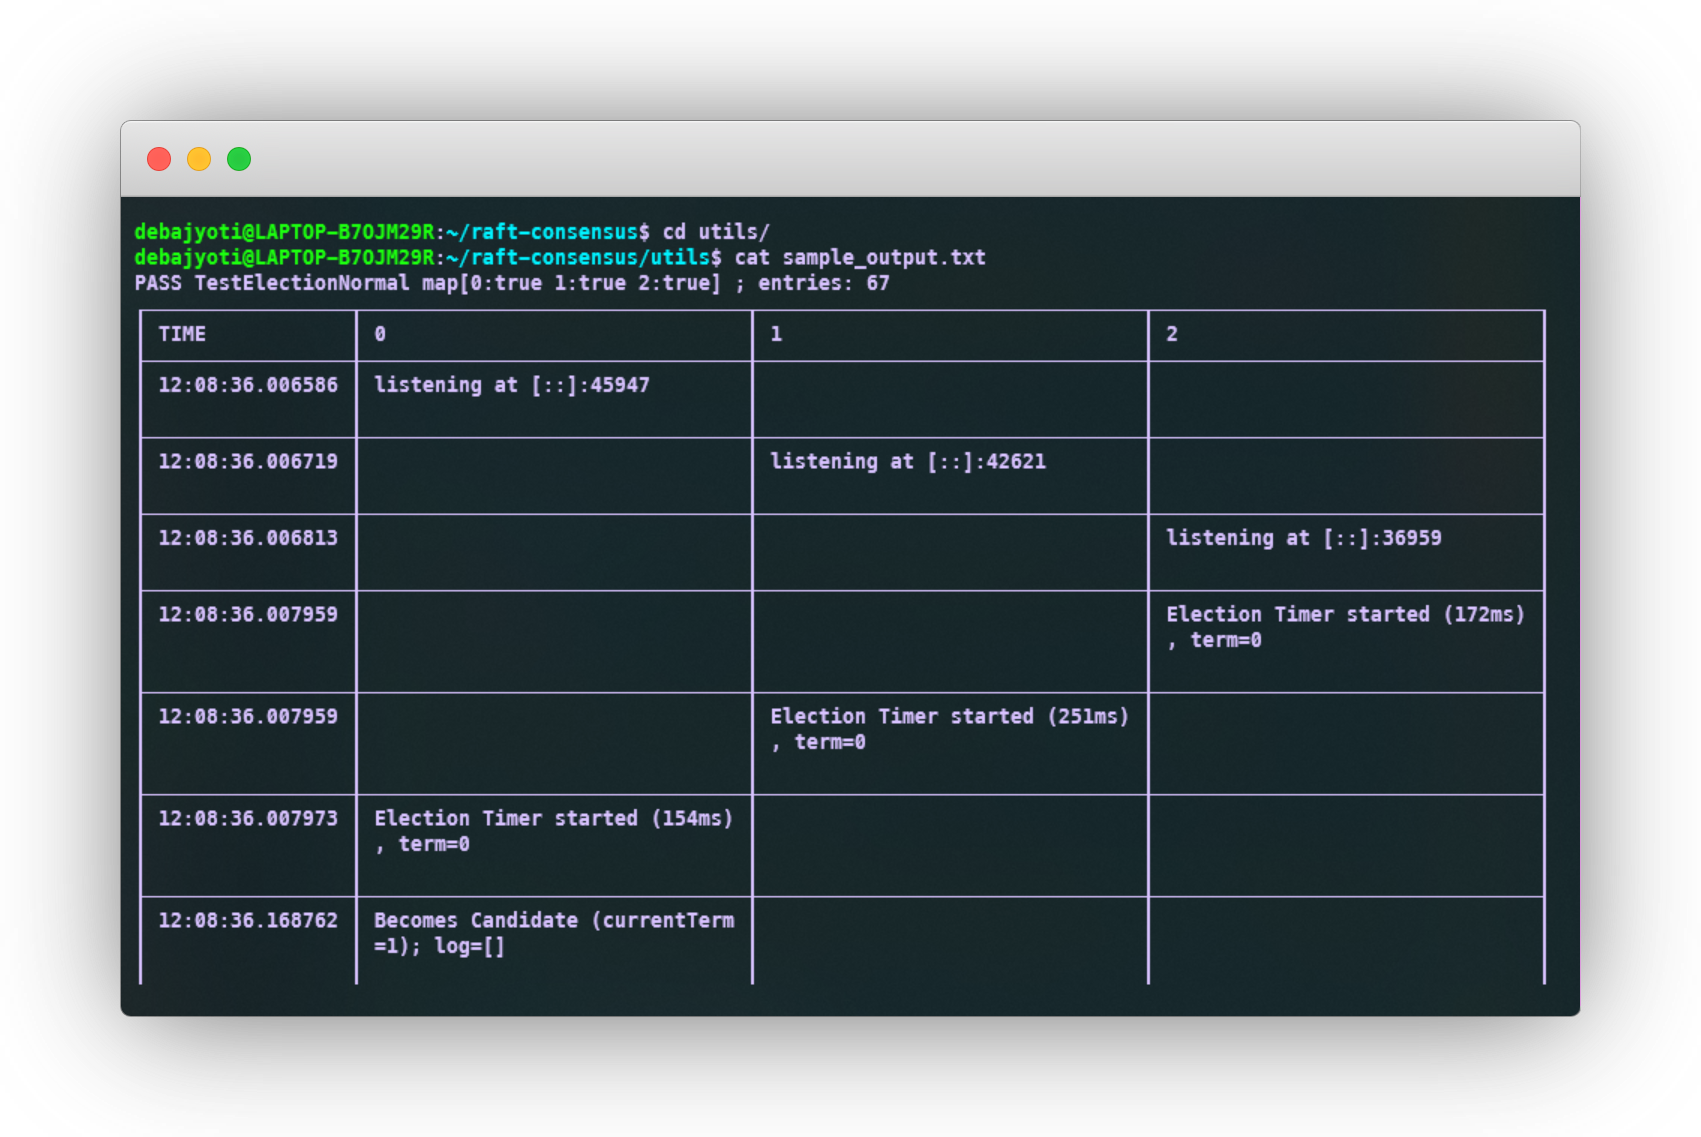 debajyoti@LAPTOP-B7OJM29R:~/raft-consensus$ cd utils/
debajyoti@LAPTOP-B7OJM29R:~/raft-consensus/utils$ cat sample_output.txt
PASS TestElectionNormal map[0:true 1:true 2:true] ; entries: 67
TIME 0 1 2
12:08:36.006586 listening at [::]:45947
12:08:36.006719 listening at [::]:42621
12:08:36.006813 listening at [::]:36959
12:08:36.007959 Election Timer started (172ms)
, term=0
12:08:36.007959 Election Timer started (251ms)
, term=0
12:08:36.007973 Election Timer started (154ms)
, term=0
12:08:36.168762 Becomes Candidate (currentTerm
=1); log=[]